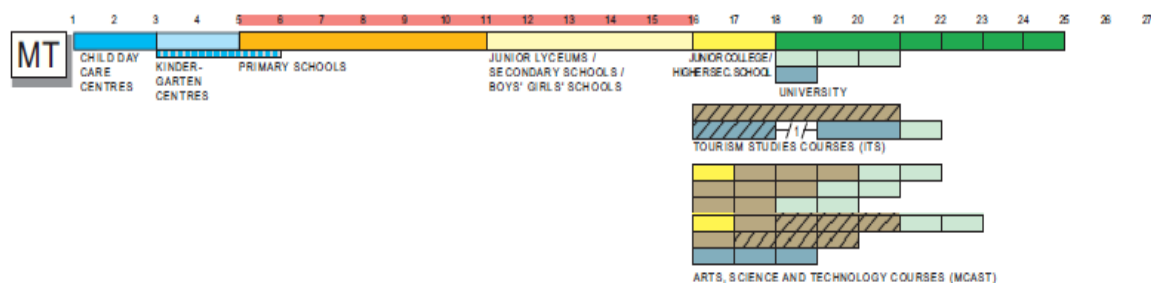 1 2 3 4 5 6 7 8 9 10 11 12 13 14 15 16 17 18 19 20 21 22 23 24 25 26 27
MT
CHILD DAY
CARE
CENTRES
KINDER-
GARTEN
CENTRES
PRIMARY SCHOOLS
JUNIOR LYCEUMS /
SECONDARY SCHOOLS /
BOYS' GIRLS' SCHOOLS
JUNIOR COLLEGE/
HIGHER SEC. SCHOOL
UNIVERSITY
/1/
TOURISM STUDIES COURSES (ITS)
ARTS, SCIENCE AND TECHNOLOGY COURSES (MCAST)